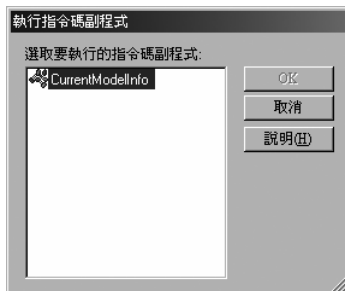 執行指令碼副程式
選取要執行的指令碼副程式:
CurrentModelInfo
OK
取消
說明(H)